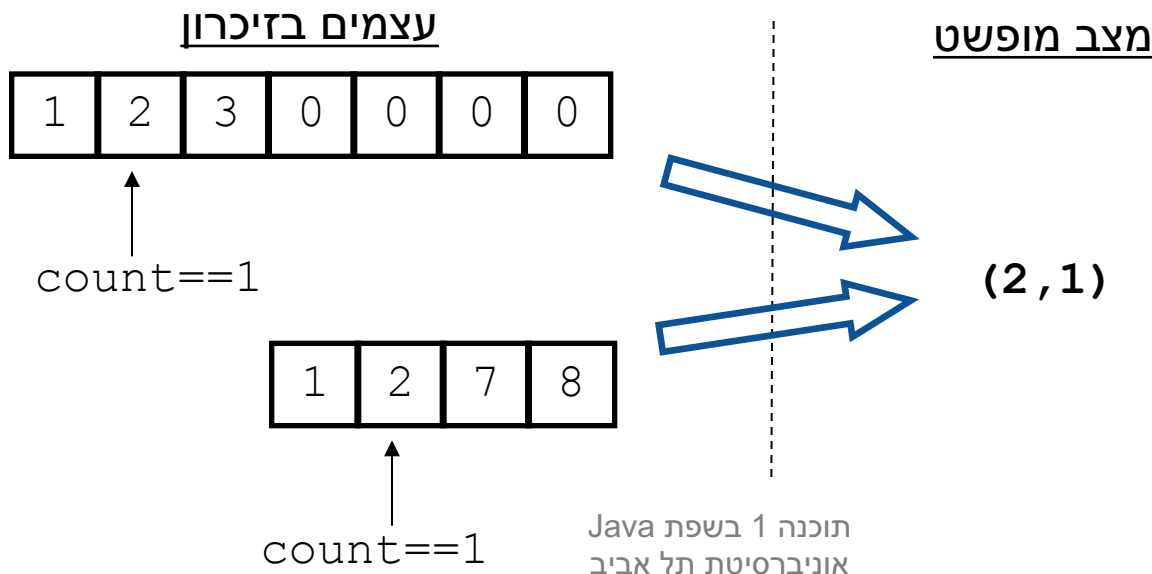 עצמים בזיכרון
מצב מופשט
1 2 3 0 0 0 0
count==1
(2,1)
1 2 7 8
count==1
תוכנה 1 בשפת Java
אוניברסיטת תל אביב